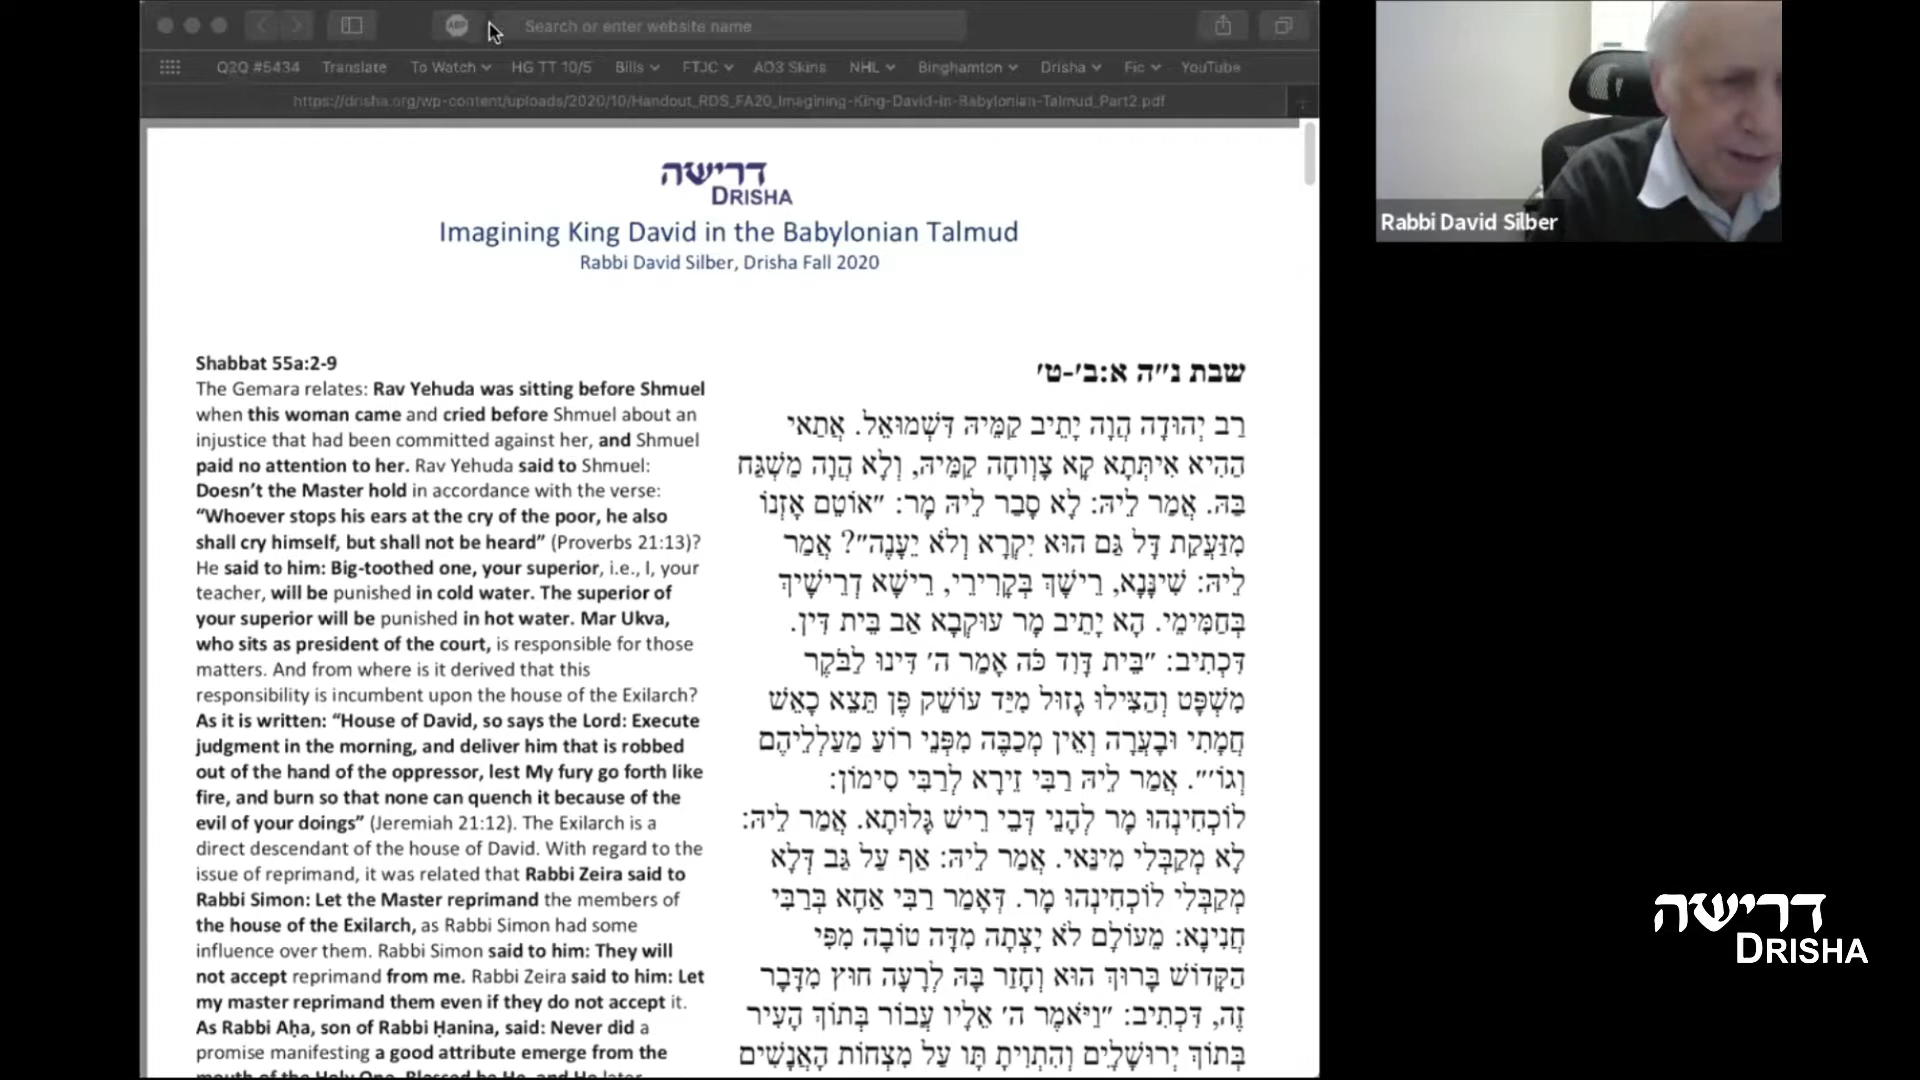 Search or enter website name
Q2Q #5434 Translate To Watch HG TT 10/5 Bills FTJC AO3 Skins NHL Binghamton Drisha Fic YouTube
https://drisha.org/wp-content/uploads/2020/10/Handout_RDS_FA20_Imagining-King-David-in-Babylonian-Talmud_Part2.pdf
דרישה
DRISHA
Imagining King David in the Babylonian Talmud
Rabbi David Silber, Drisha Fall 2020
Shabbat 55a:2-9
The Gemara relates: Rav Yehuda was sitting before Shmuel
when this woman came and cried before Shmuel about an
injustice that had been committed against her, and Shmuel
paid no attention to her. Rav Yehuda said to Shmuel:
Doesn't the Master hold in accordance with the verse:
“Whoever stops his ears at the cry of the poor, he also
shall cry himself, but shall not be heard” (Proverbs 21:13)?
He said to him: Big-toothed one, your superior, i.e., I, your
teacher, will be punished in cold water. The superior of
your superior will be punished in hot water. Mar Ukva,
who sits as president of the court, is responsible for those
matters. And from where is it derived that this
responsibility is incumbent upon the house of the Exilarch?
As it is written: “House of David, so says the Lord: Execute
judgment in the morning, and deliver him that is robbed
out of the hand of the oppressor, lest My fury go forth like
fire, and burn so that none can quench it because of the
evil of your doings” (Jeremiah 21:12). The Exilarch is a
direct descendant of the house of David. With regard to the
issue of reprimand, it was related that Rabbi Zeira said to
Rabbi Simon: Let the Master reprimand the members of
the house of the Exilarch, as Rabbi Simon had some
influence over them. Rabbi Simon said to him: They will
not accept reprimand from me. Rabbi Zeira said to him: Let
my master reprimand them even if they do not accept it.
As Rabbi Aḥa, son of Rabbi Ḥanina, said: Never did a
promise manifesting a good attribute emerge from the
mouth of the Holy One, Blessed be He, and He later
שבת נ״ה א:ב׳-ט׳
רַב יְהוּדָה הֲוָה יָתֵיב קַמֵּיהּ דִּשְׁמוּאֵל. אֲתַאי
הַהִיא אִיתְּתָא קָא צָווְחָה קַמֵּיהּ, וְלָא הֲוָה מַשְׁגַּח
בַּהּ. אֲמַר לֵיהּ: לָא סָבַר לֵיהּ מָר: ״אוֹטֵם אׇזְנוֹ
מִזַּעֲקַת דָּל גַּם הוּא יִקְרָא וְלֹא יֵעָנֶה״? אֲמַר
לֵיהּ: שִׁינָּנָא, רֵישָׁךְ בְּקָרִירֵי, רֵישָׁא דְרֵישָׁיךְ
בְּחַמִּימֵי. הָא יָתֵיב מָר עוּקְבָא אַב בֵּית דִּין.
דִּכְתִיב: ״בֵּית דָּוִד כֹּה אָמַר ה׳ דִּינוּ לַבֹּקֶר
מִשְׁפָּט וְהַצִּילוּ גָזוּל מִיַּד עוֹשֵׁק פֶּן תֵּצֵא כָאֵשׁ
חֲמָתִי וּבָעֲרָה וְאֵין מְכַבֶּה מִפְּנֵי רוֹעַ מַעַלְלֵיהֶם
וְגוֹ׳״. אֲמַר לֵיהּ רַבִּי זֵירָא לְרַבִּי סִימוֹן:
לוֹכְחִינְהוּ מָר לְהָנֵי דְּבֵי רֵישׁ גָּלוּתָא. אֲמַר לֵיהּ:
לָא מְקַבְּלִי מִינַּאי. אֲמַר לֵיהּ: אַף עַל גַּב דְּלָא
מְקַבְּלִי לוֹכְחִינְהוּ מָר. דְּאָמַר רַבִּי אַחָא בְּרַבִּי
חֲנִינָא: מֵעוֹלָם לֹא יָצְתָה מִדָּה טוֹבָה מִפִּי
הַקָּדוֹשׁ בָּרוּךְ הוּא וְחָזַר בָּהּ לְרָעָה חוּץ מִדָּבָר
זֶה, דִּכְתִיב: ״וַיֹּאמֶר ה׳ אֵלָיו עֲבוֹר בְּתוֹךְ הָעִיר
בְּתוֹךְ יְרוּשָׁלָיִם וְהִתְוִיתָ תָּו עַל מִצְחוֹת הָאֲנָשִׁים
Rabbi David Silber
דרישה
DRISHA